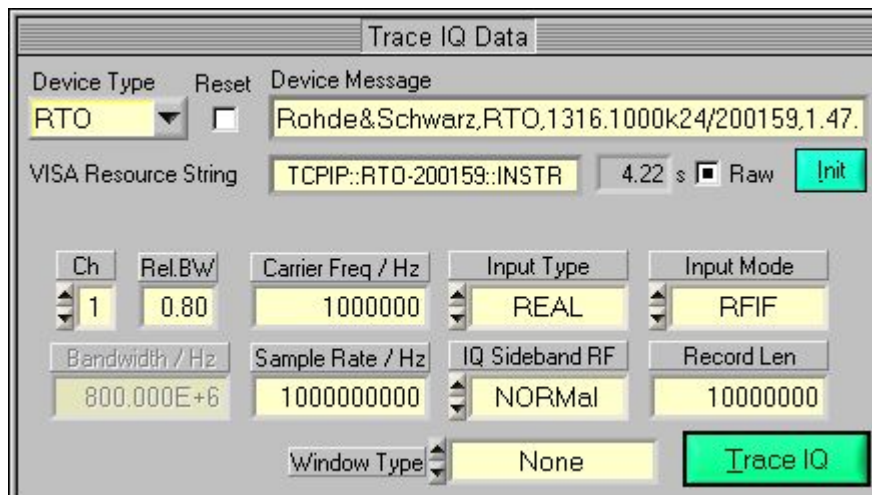 Trace IQ Data
Device Type Reset Device Message
RTO Rohde&Schwarz,RTO,1316.1000k24/200159,1.47.
VISA Resource String TCPIP::RTO-200159::INSTR 4.22 s Raw Init
Ch Rel.BW Carrier Freq / Hz Input Type Input Mode
1 0.80 1000000 REAL RFIF
Bandwidth / Hz Sample Rate / Hz IQ Sideband RF Record Len
800.000E+6 1000000000 NORMal 10000000
Window Type None Trace IQ